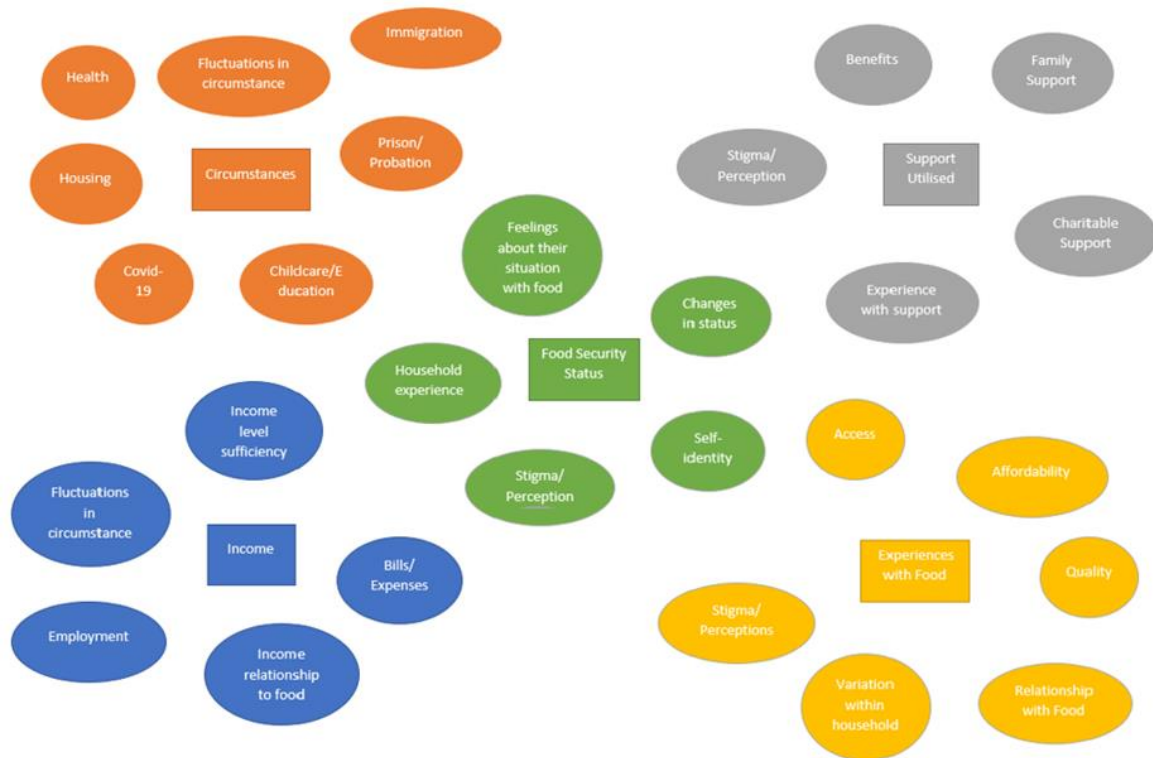 Immigration
Health
Fluctuations in
circumstance
Prison/
Probation
Housing
Circumstances
Covid-
19
Childcare/E
ducation
Benefits
Family
Support
Stigma/
Perception
Support
Utilised
Charitable
Support
Experience
with support
Feelings
about their
situation
with food
Changes
in status
Food Security
Status
Household
experience
Self-
identity
Stigma/
Perception
Income
level
sufficiency
Fluctuations
in
circumstance
Income
Bills/
Expenses
Employment
Income
relationship
to food
Access
Affordability
Experiences
with Food
Quality
Stigma/
Perceptions
Variation
within
household
Relationship
with Food